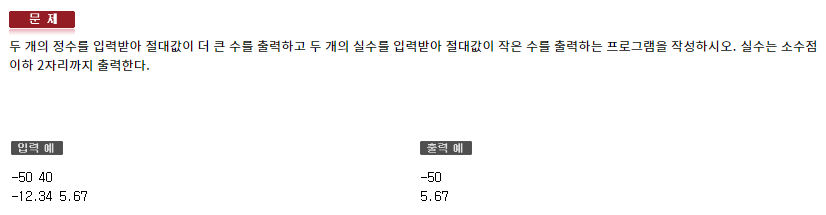 문 제
두 개의 정수를 입력받아 절대값이 더 큰 수를 출력하고 두 개의 실수를 입력받아 절대값이 작은 수를 출력하는 프로그램을 작성하시오. 실수는 소수점
이하 2자리까지 출력한다.
입력 예
출력 예
-50 40
-12.34 5.67
-50
5.67